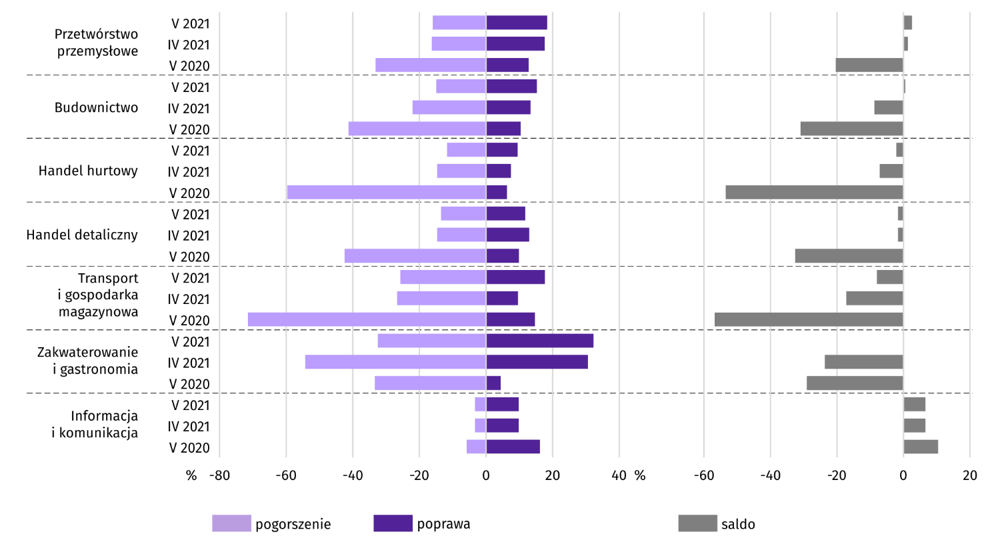 Przetwórstwo
przemysłowe
V 2021
IV 2021
V 2020
Budownictwo
V 2021
IV 2021
V 2020
Handel hurtowy
V 2021
IV 2021
V 2020
Handel detaliczny
V 2021
IV 2021
V 2020
Transport
i gospodarka
magazynowa
V 2021
IV 2021
V 2020
Zakwaterowanie
i gastronomia
V 2021
IV 2021
V 2020
Informacja
i komunikacja
V 2021
IV 2021
V 2020
% -80 -60 -40 -20 0 20 40 % -60 -40 -20 0 20
pogorszenie poprawa saldo